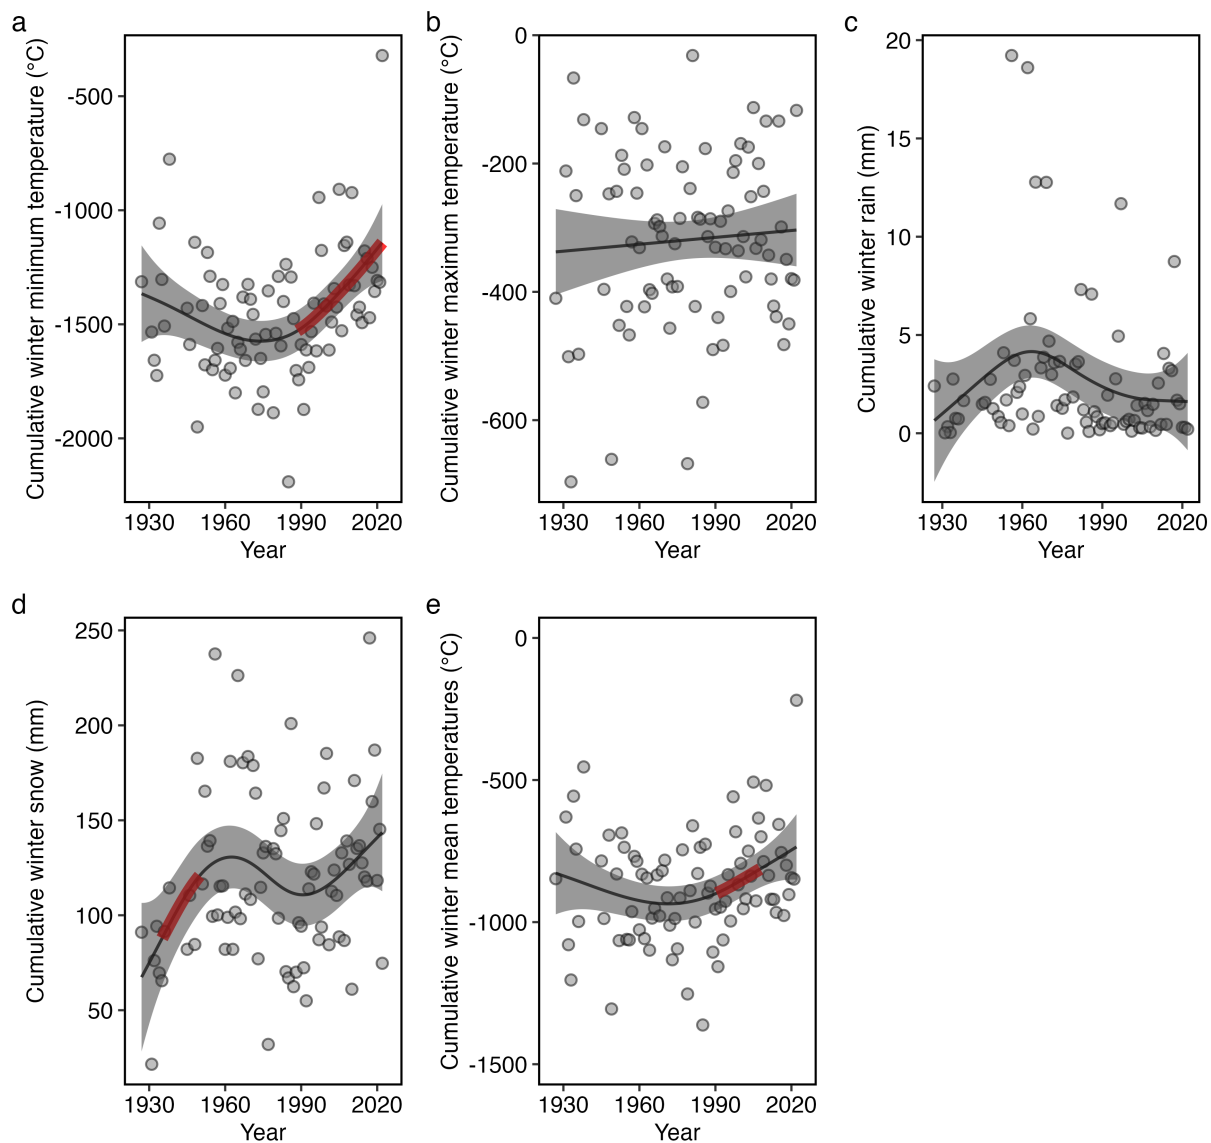 a
Cumulative winter minimum temperature (°C)
-500
-1000
-1500
-2000
1930 1960 1990 2020
Year
b
Cumulative winter maximum temperature (°C)
0
-200
-400
-600
1930 1960 1990 2020
Year
c
Cumulative winter rain (mm)
20
15
10
5
0
1930 1960 1990 2020
Year
d
Cumulative winter snow (mm)
250
200
150
100
50
1930 1960 1990 2020
Year
e
Cumulative winter mean temperatures (°C)
0
-500
-1000
-1500
1930 1960 1990 2020
Year